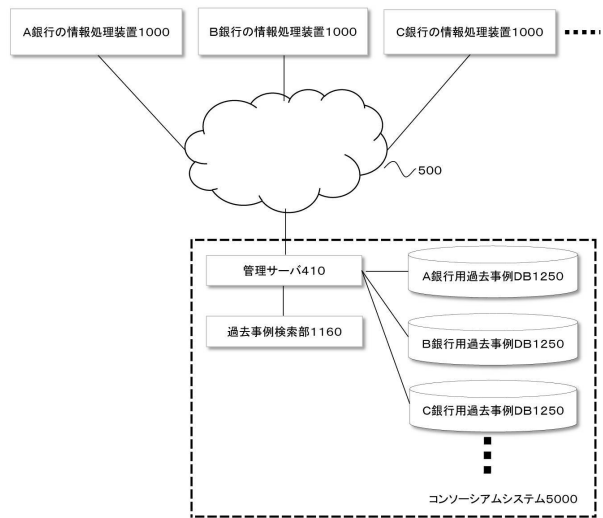 A銀行の情報処理装置1000
B銀行の情報処理装置1000
C銀行の情報処理装置1000
500
管理サーバ410
過去事例検索部1160
A銀行用過去事例DB1250
B銀行用過去事例DB1250
C銀行用過去事例DB1250
コンソーシアムシステム5000